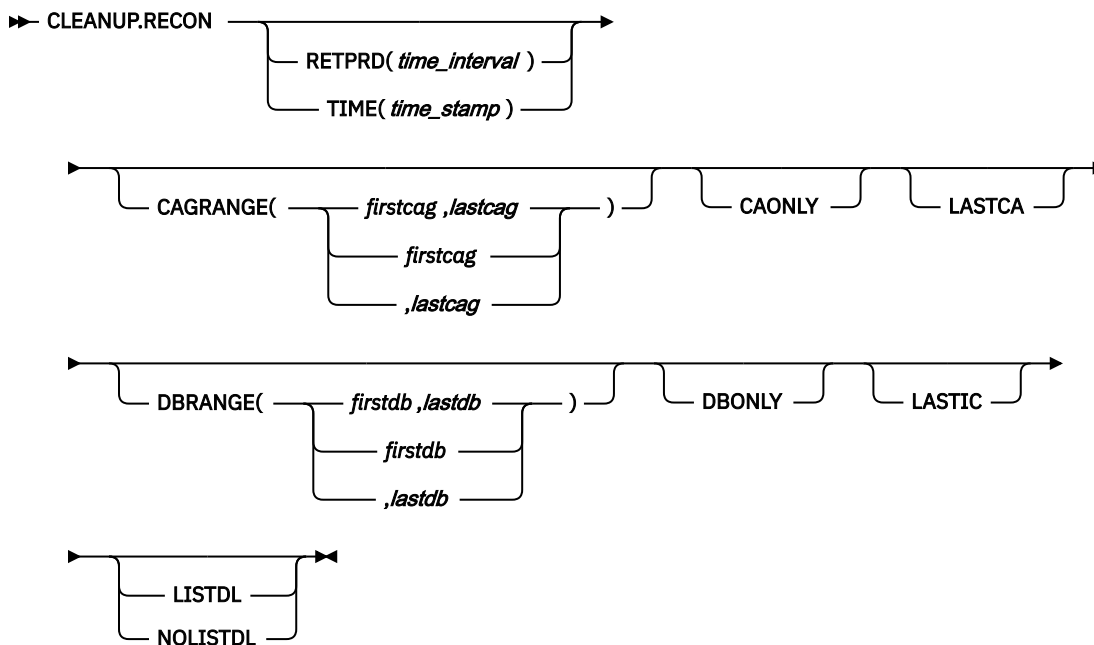 CLEANUP.RECON
RETPRD( time_interval )
TIME( time_stamp )
CAGRANGE( firstcag ,lastcag ) CAONLY LASTCA
firstcag
,lastcag
DBRANGE( firstdb ,lastdb ) DBONLY LASTIC
firstdb
,lastdb
LISTDL
NOLISTDL